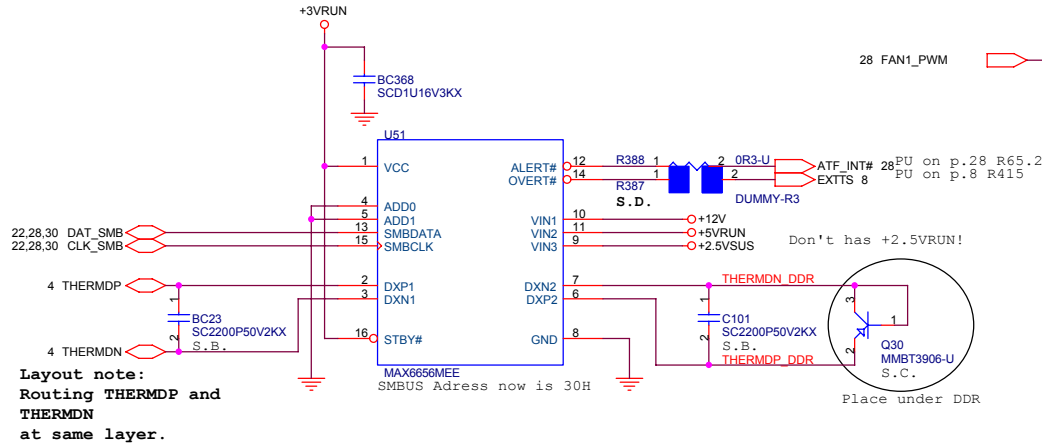 +3VRUN
28 FAN1_PWM
BC368
SCD1U16V3KX
U51
1
VCC
ALERT#
12
R388
1
2
0R3-U
ATF_INT# 28
PU on p.28 R65.2
OVERT#
14
R387
1
2
EXTTS 8
PU on p.8 R415
S.D.
DUMMY-R3
4
ADD0
5
ADD1
VIN1
10
+12V
22,28,30 DAT_SMB
13
SMBDATA
VIN2
11
+5VRUN
22,28,30 CLK_SMB
15
SMBCLK
VIN3
9
+2.5VSUS
Don't has +2.5VRUN!
4 THERMDP
2
DXP1
DXN2
7
THERMDN_DDR
3
DXN1
DXP2
6
1
BC23
SC2200P50V2KX
2
S.B.
1
C101
SC2200P50V2KX
2
S.B.
3
1
Q30
2
MMBT3906-U
S.C.
16
STBY#
GND
8
4 THERMDN
THERMDP_DDR
MAX6656MEE
SMBUS Adress now is 30H
Place under DDR
Layout note:
Routing THERMDP and
THERMDN
at same layer.